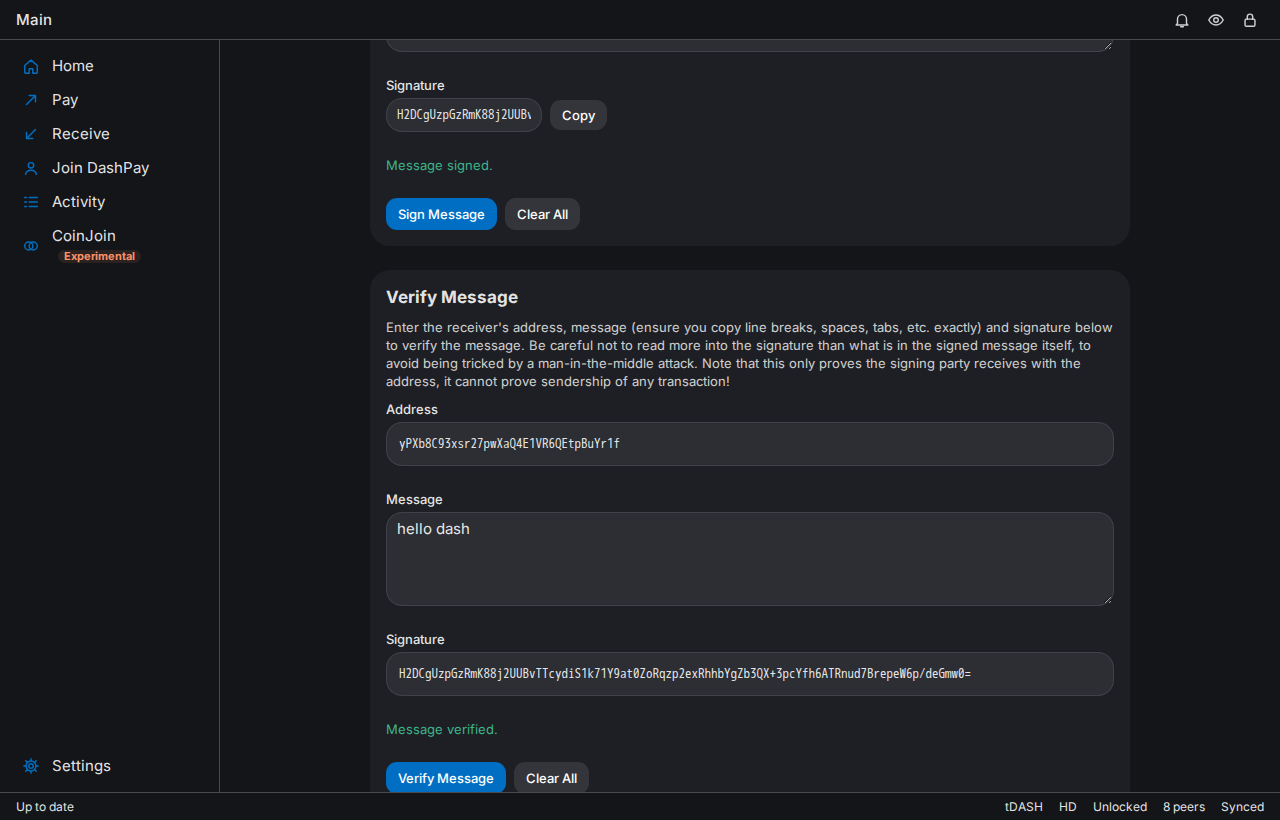 Main
Home
Pay
Receive
Join DashPay
Activity
CoinJoin
Experimental
Settings
Signature
H2DCgUzpGzRmK88j2UUBv
Copy
Message signed.
Sign Message
Clear All
Verify Message
Enter the receiver's address, message (ensure you copy line breaks, spaces, tabs, etc. exactly) and signature below
to verify the message. Be careful not to read more into the signature than what is in the signed message itself, to
avoid being tricked by a man-in-the-middle attack. Note that this only proves the signing party receives with the
address, it cannot prove sendership of any transaction!
Address
yPXb8C93xsr27pwXaQ4E1VR6QEtpBuYr1f
Message
hello dash
Signature
H2DCgUzpGzRmK88j2UUBvTTcydiS1k71Y9at0ZoRqzp2exRhhbYgZb3QX+3pcYfh6ATRnud7BrepeW6p/deGmw0=
Message verified.
Verify Message
Clear All
Up to date
tDASH
HD
Unlocked
8 peers
Synced